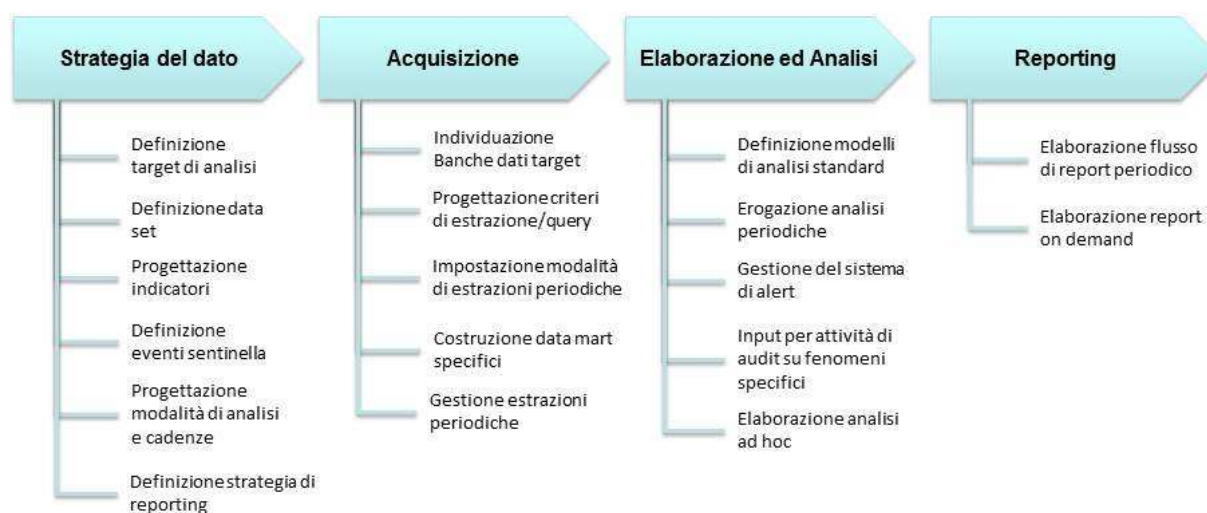 Strategia del dato
Definizione
target di analisi
Definizione data
set
Progettazione
indicatori
Definizione
eventi sentinella
Progettazione
modalità di analisi
e cadenze
Definizione strategia di
reporting
Acquisizione
Individuazione
Banche dati target
Progettazione criteri
di estrazione/query
Impostazione modalità
di estrazioni periodiche
Costruzione data mart
specifici
Gestione estrazioni
periodiche
Elaborazione ed Analisi
Definizione modelli
di analisi standard
Erogazione analisi
periodiche
Gestione del sistema
di alert
Input per attività di
audit su fenomeni
specifici
Elaborazione analisi
ad hoc
Reporting
Elaborazione flusso
di report periodico
Elaborazione report
on demand